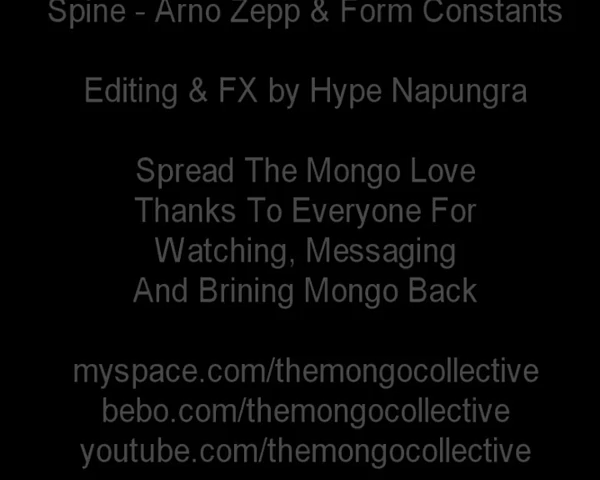 Spine - Arno Zepp & Form Constants
Editing & FX by Hype Napungra
Spread The Mongo Love
Thanks To Everyone For
Watching, Messaging
And Brining Mongo Back
myspace.com/themongocollective
bebo.com/themongocollective
youtube.com/themongocollective